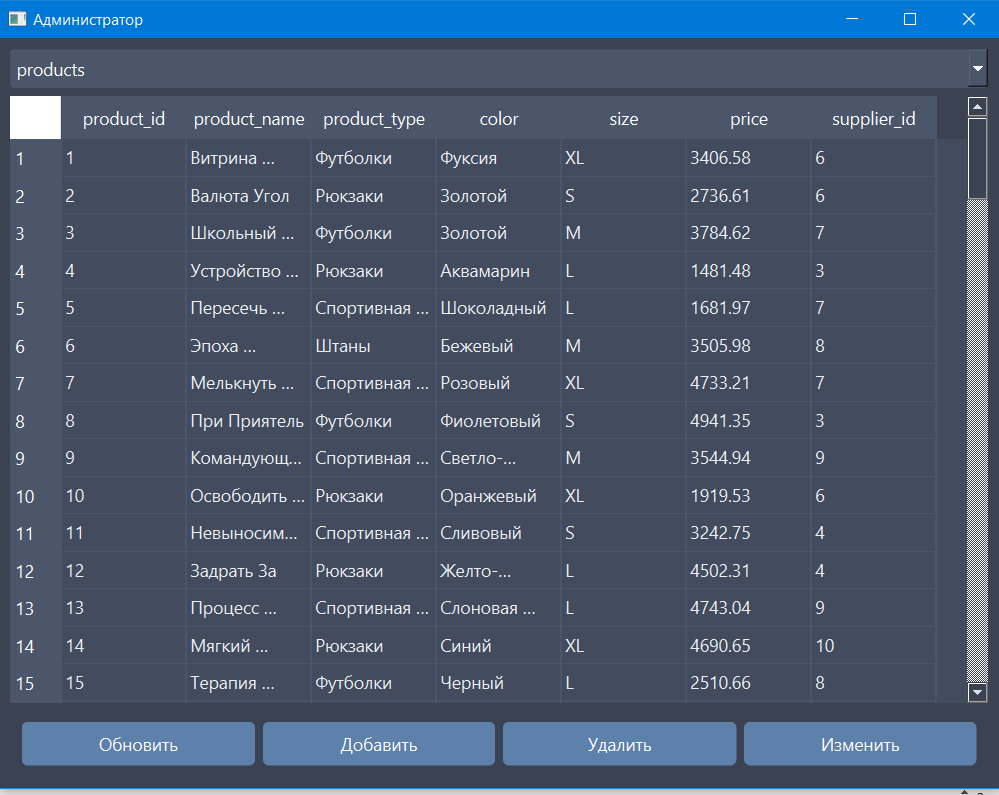 Администратор
products
product_id product_name product_type color size price supplier_id
1 1 Витрина ... Футболки Фуксия XL 3406.58 6
2 2 Валюта Угол Рюкзаки Золотой S 2736.61 6
3 3 Школьный ... Футболки Золотой M 3784.62 7
4 4 Устройство ... Рюкзаки Аквамарин L 1481.48 3
5 5 Пересечь ... Спортивная ... Шоколадный L 1681.97 7
6 6 Эпоха ... Штаны Бежевый M 3505.98 8
7 7 Мелькнуть ... Спортивная ... Розовый XL 4733.21 7
8 8 При Приятель Футболки Фиолетовый S 4941.35 3
9 9 Командующ... Спортивная ... Светло-... M 3544.94 9
10 10 Освободить ... Рюкзаки Оранжевый XL 1919.53 6
11 11 Невыносим... Спортивная ... Сливовый S 3242.75 4
12 12 Задрать За Рюкзаки Желто-... L 4502.31 4
13 13 Процесс ... Спортивная ... Слоновая ... L 4743.04 9
14 14 Мягкий ... Рюкзаки Синий XL 4690.65 10
15 15 Терапия ... Футболки Черный L 2510.66 8
Обновить Добавить Удалить Изменить